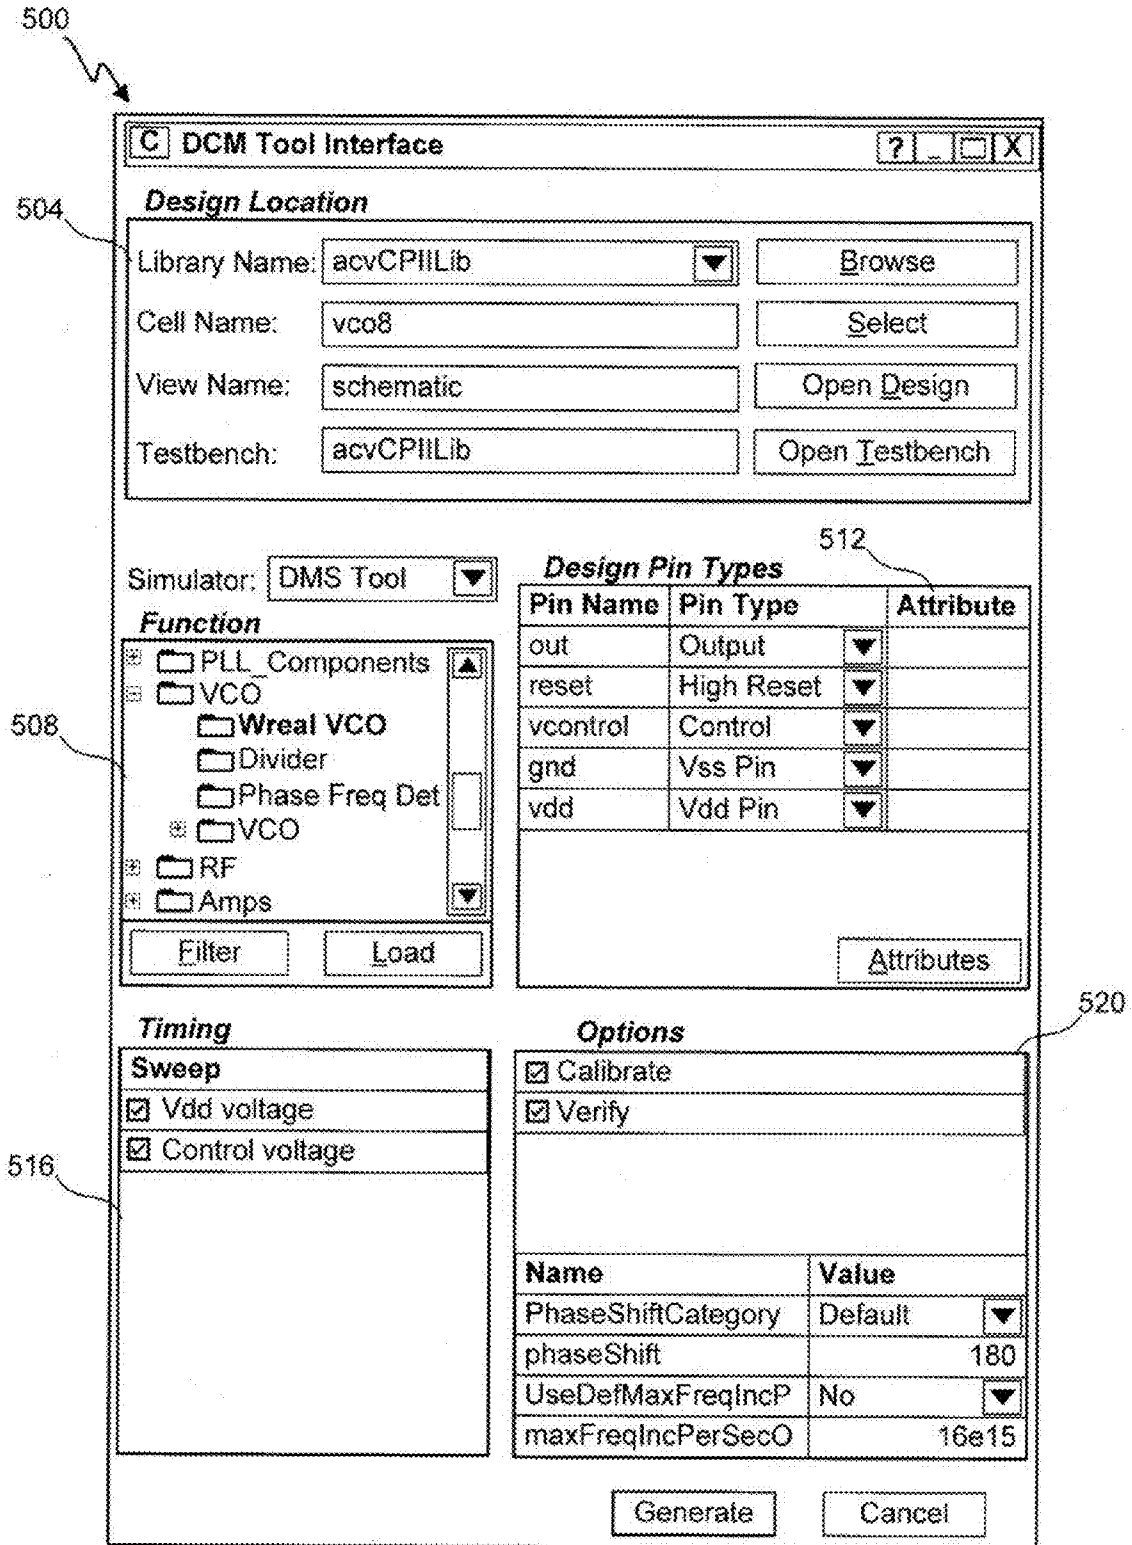 500
C DCM Tool Interface ? _ X
504
Design Location
Library Name: acvCPIILib Browse
Cell Name: vco8 Select
View Name: schematic Open Design
Testbench: acvCPIILib Open Testbench
512
Simulator: DMS Tool
Function
PLL_Components
VCO
Wreal VCO
Divider
Phase Freq Det
VCO
RF
Amps
Filter Load
508
Design Pin Types
Pin Name Pin Type Attribute
out Output
reset High Reset
vcontrol Control
gnd Vss Pin
vdd Vdd Pin
Attributes
Timing
Sweep
Vdd voltage
Control voltage
516
Options
520
Calibrate
Verify
Name Value
PhaseShiftCategory Default
phaseShift 180
UseDefMaxFreqIncP No
maxFreqIncPerSecO 16e15
Generate Cancel